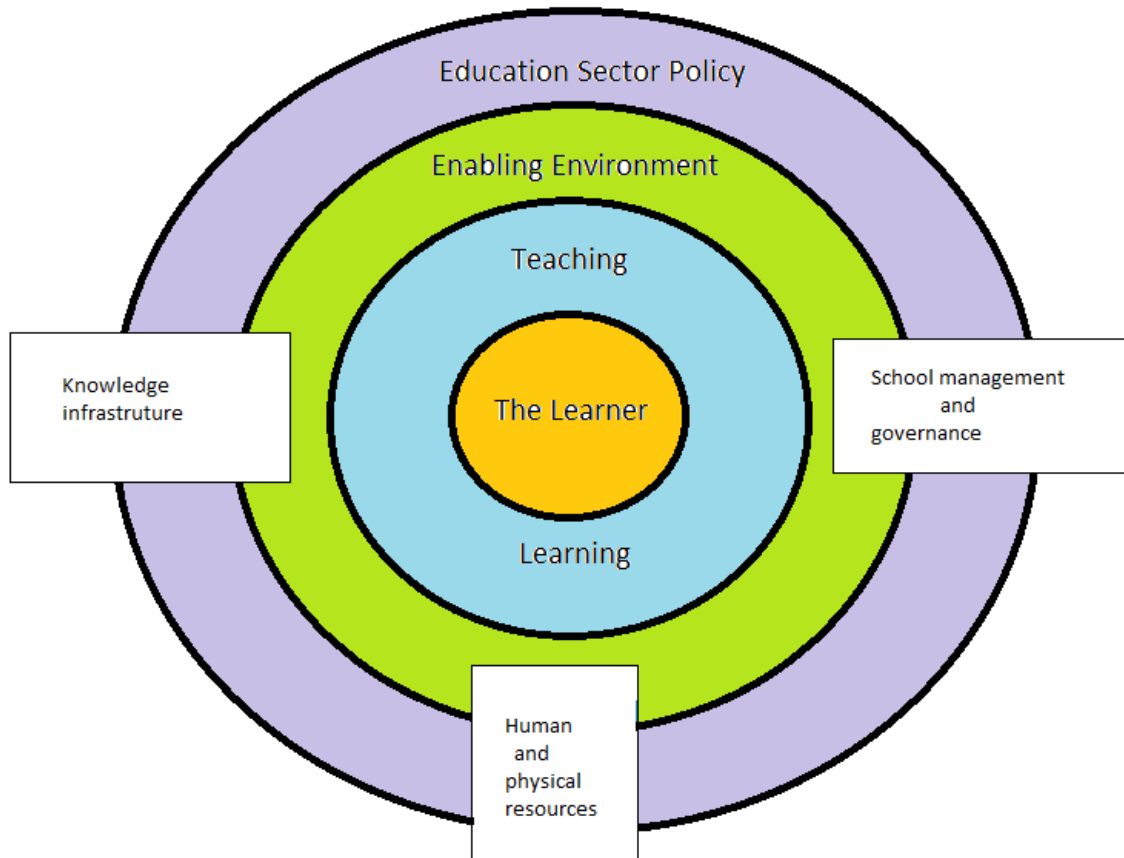 Education Sector Policy
Enabling Environment
Teaching
Knowledge
infrastruture
The Learner
School management
and
governance
Learning
Human
and
physical
resources